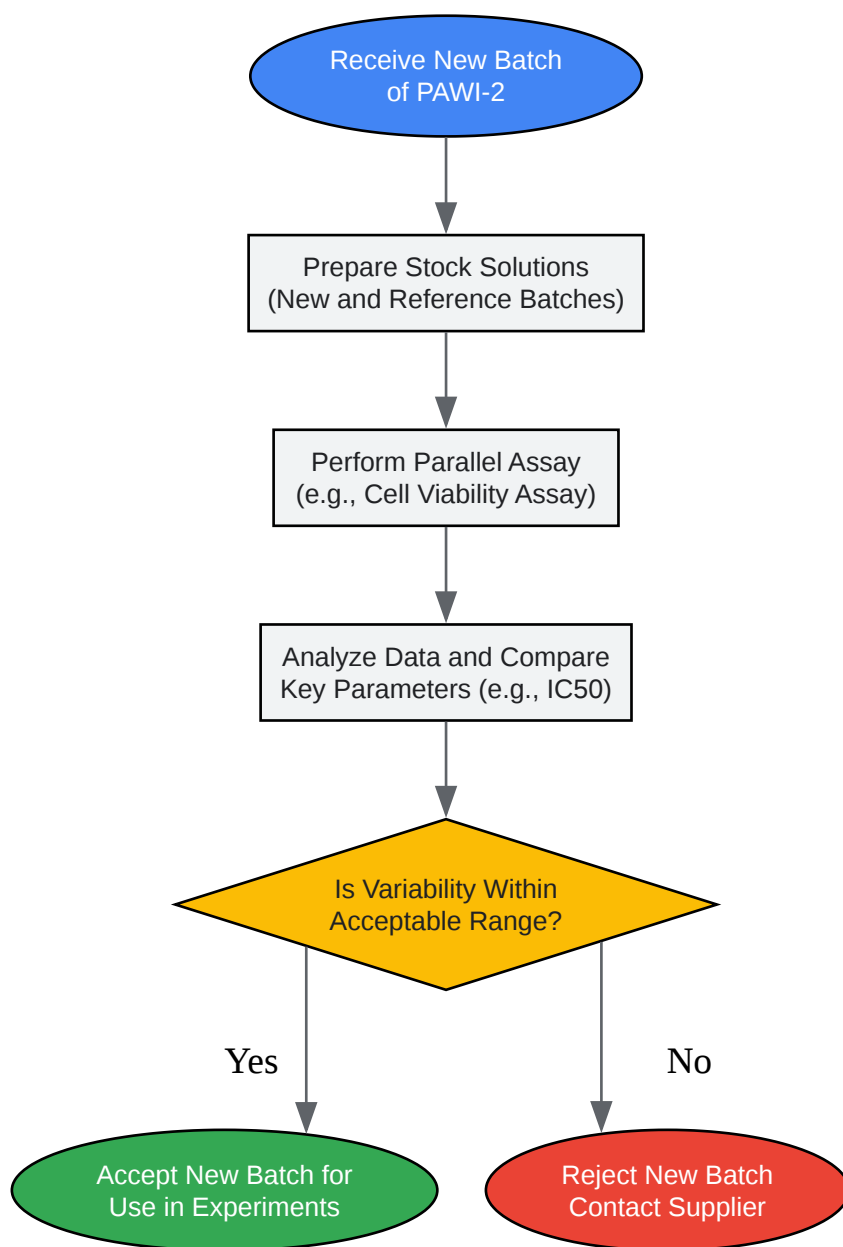 Receive New Batch
of PAWI-2
Prepare Stock Solutions
(New and Reference Batches)
Perform Parallel Assay
(e.g., Cell Viability Assay)
Analyze Data and Compare
Key Parameters (e.g., IC50)
Is Variability Within
Acceptable Range?
Yes
No
Accept New Batch for
Use in Experiments
Reject New Batch
Contact Supplier